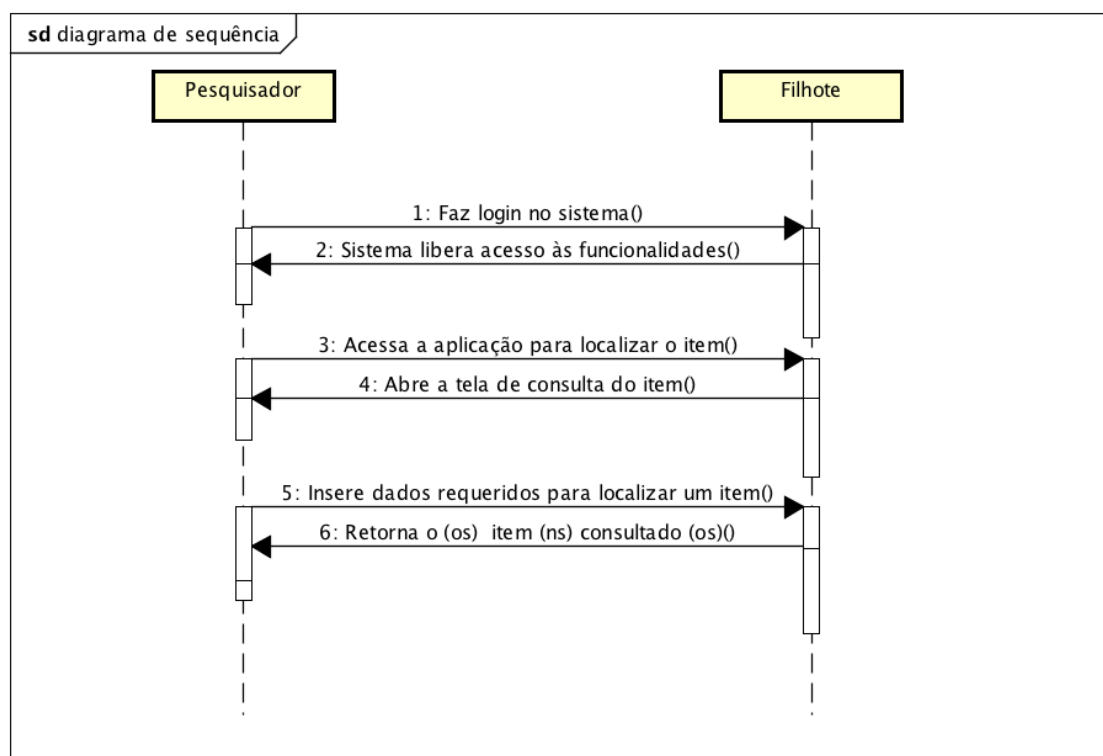 sd diagrama de sequência
Pesquisador
Filhote
1: Faz login no sistema()
2: Sistema libera acesso às funcionalidades()
3: Acessa a aplicação para localizar o item()
4: Abre a tela de consulta do item()
5: Insere dados requeridos para localizar um item()
6: Retorna o (os)  item (ns) consultado (os)()